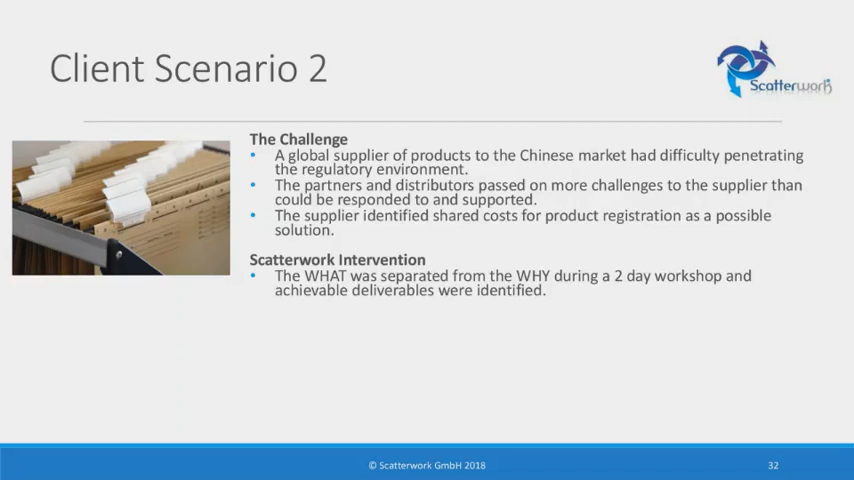 Client Scenario 2
Scatterwork
The Challenge
• A global supplier of products to the Chinese market had difficulty penetrating
the regulatory environment.
• The partners and distributors passed on more challenges to the supplier than
could be responded to and supported.
• The supplier identified shared costs for product registration as a possible
solution.
Scatterwork Intervention
• The WHAT was separated from the WHY during a 2 day workshop and
achievable deliverables were identified.
© Scatterwork GmbH 2018
32